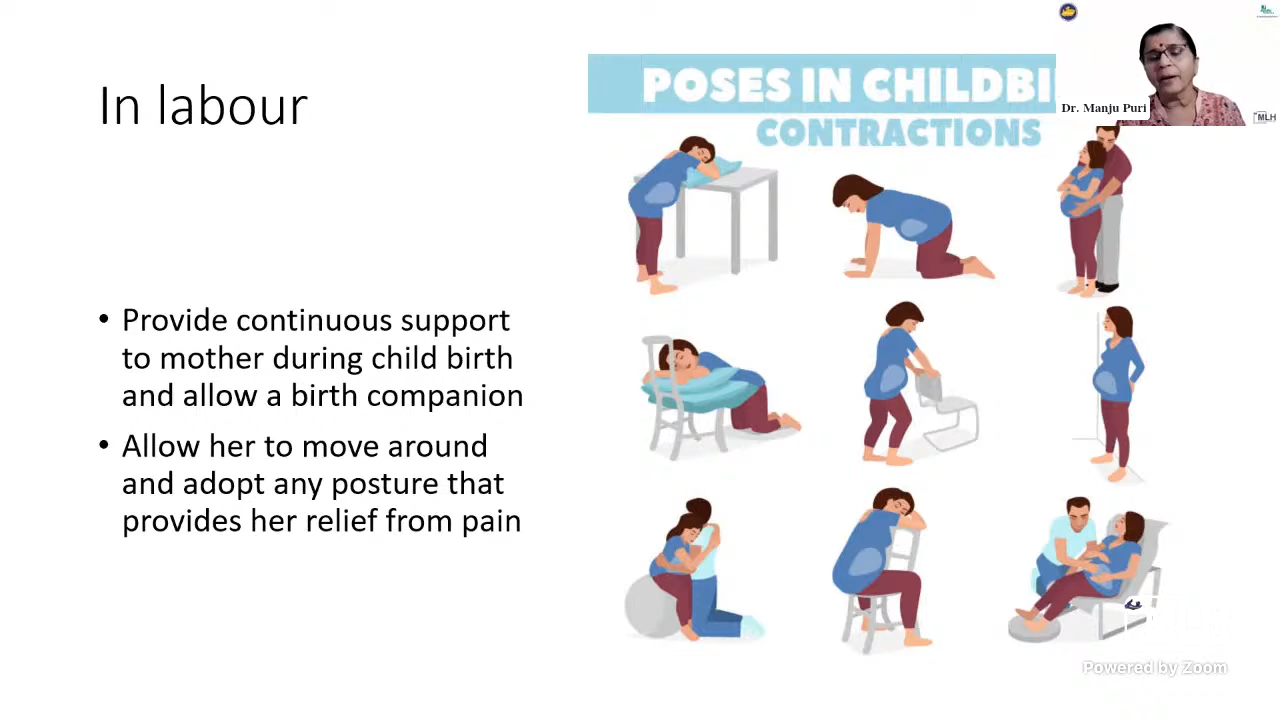 In labour
• Provide continuous support
to mother during child birth
and allow a birth companion
• Allow her to move around
and adopt any posture that
provides her relief from pain
POSES IN CHILDBI
CONTRACTIONS
Dr. Manju Puri
MLH
Powered by Zoom